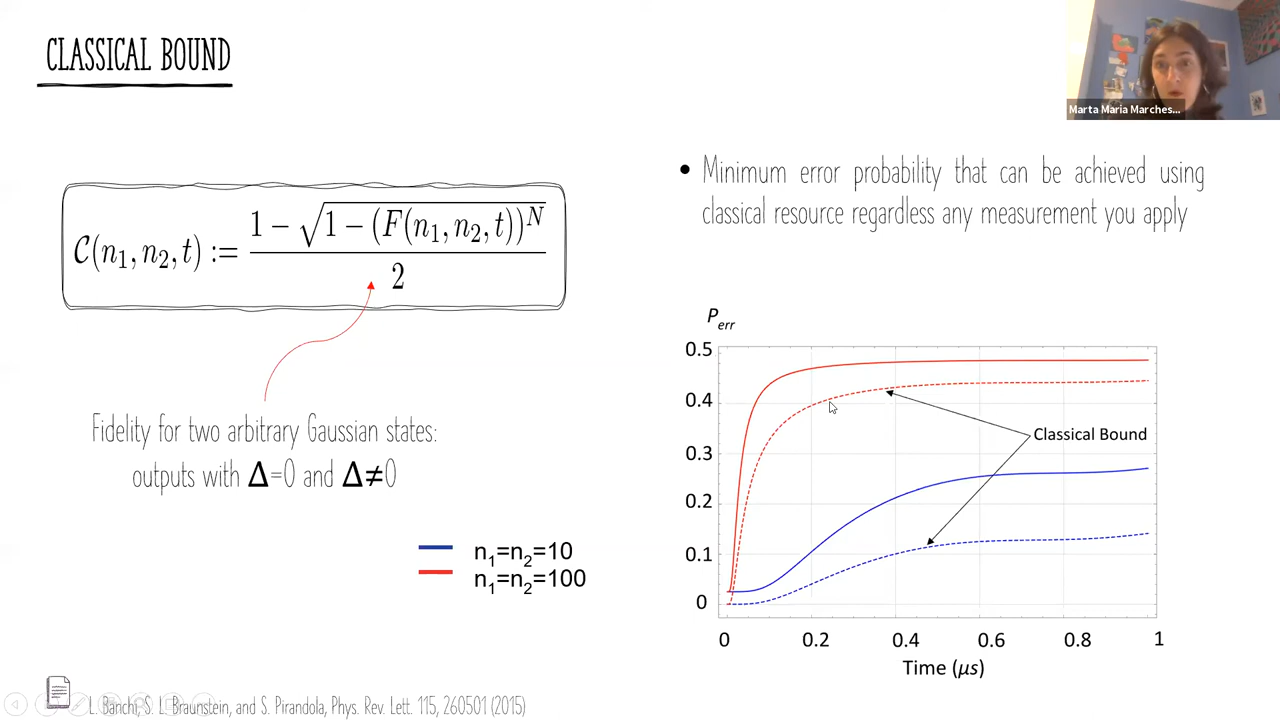 CLASSICAL BOUND
Marta Maria Marches...
C(n₁, n₂, t) := (1 − √(1 − (F(n₁, n₂, t))ᴺ)) / 2
Fidelity for two arbitrary Gaussian states:
outputs with Δ=0 and Δ≠0
n₁=n₂=10
n₁=n₂=100
• Minimum error probability that can be achieved using
classical resource regardless any measurement you apply
Perr
0.5
0.4
0.3
0.2
0.1
0
Classical Bound
0 0.2 0.4 0.6 0.8 1
Time (μs)
L. Banchi, S. L. Braunstein, and S. Pirandola, Phys. Rev. Lett. 115, 260501 (2015)